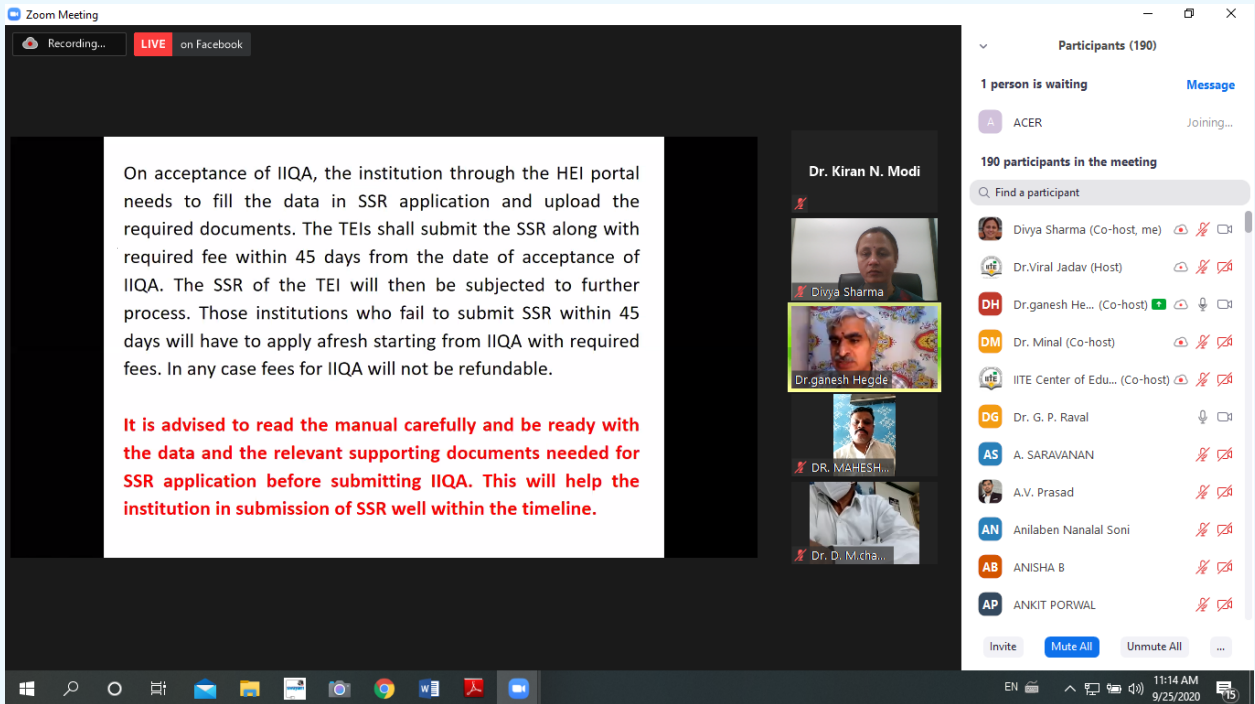 Zoom Meeting
Recording...
LIVE on Facebook
On acceptance of IIQA, the institution through the HEI portal
needs to fill the data in SSR application and upload the
required documents. The TEIs shall submit the SSR along with
required fee within 45 days from the date of acceptance of
IIQA. The SSR of the TEI will then be subjected to further
process. Those institutions who fail to submit SSR within 45
days will have to apply afresh starting from IIQA with required
fees. In any case fees for IIQA will not be refundable.
It is advised to read the manual carefully and be ready with
the data and the relevant supporting documents needed for
SSR application before submitting IIQA. This will help the
institution in submission of SSR well within the timeline.
Dr. Kiran N. Modi
Divya Sharma
Dr.ganesh Hegde
DR. MAHESH...
Dr. D. M.cha...
Participants (190)
1 person is waiting Message
A ACER Joining...
190 participants in the meeting
Find a participant
Divya Sharma (Co-host, me)
IITE Dr.Viral Jadav (Host)
DH Dr.ganesh He... (Co-host)
DM Dr. Minal (Co-host)
IITE IITE Center of Edu... (Co-host)
DG Dr. G. P. Raval
AS A. SARAVANAN
A.V. Prasad
AN Anilaben Nanalal Soni
AB ANISHA B
AP ANKIT PORWAL
Invite Mute All Unmute All ...
EN
11:14 AM
9/25/2020
15